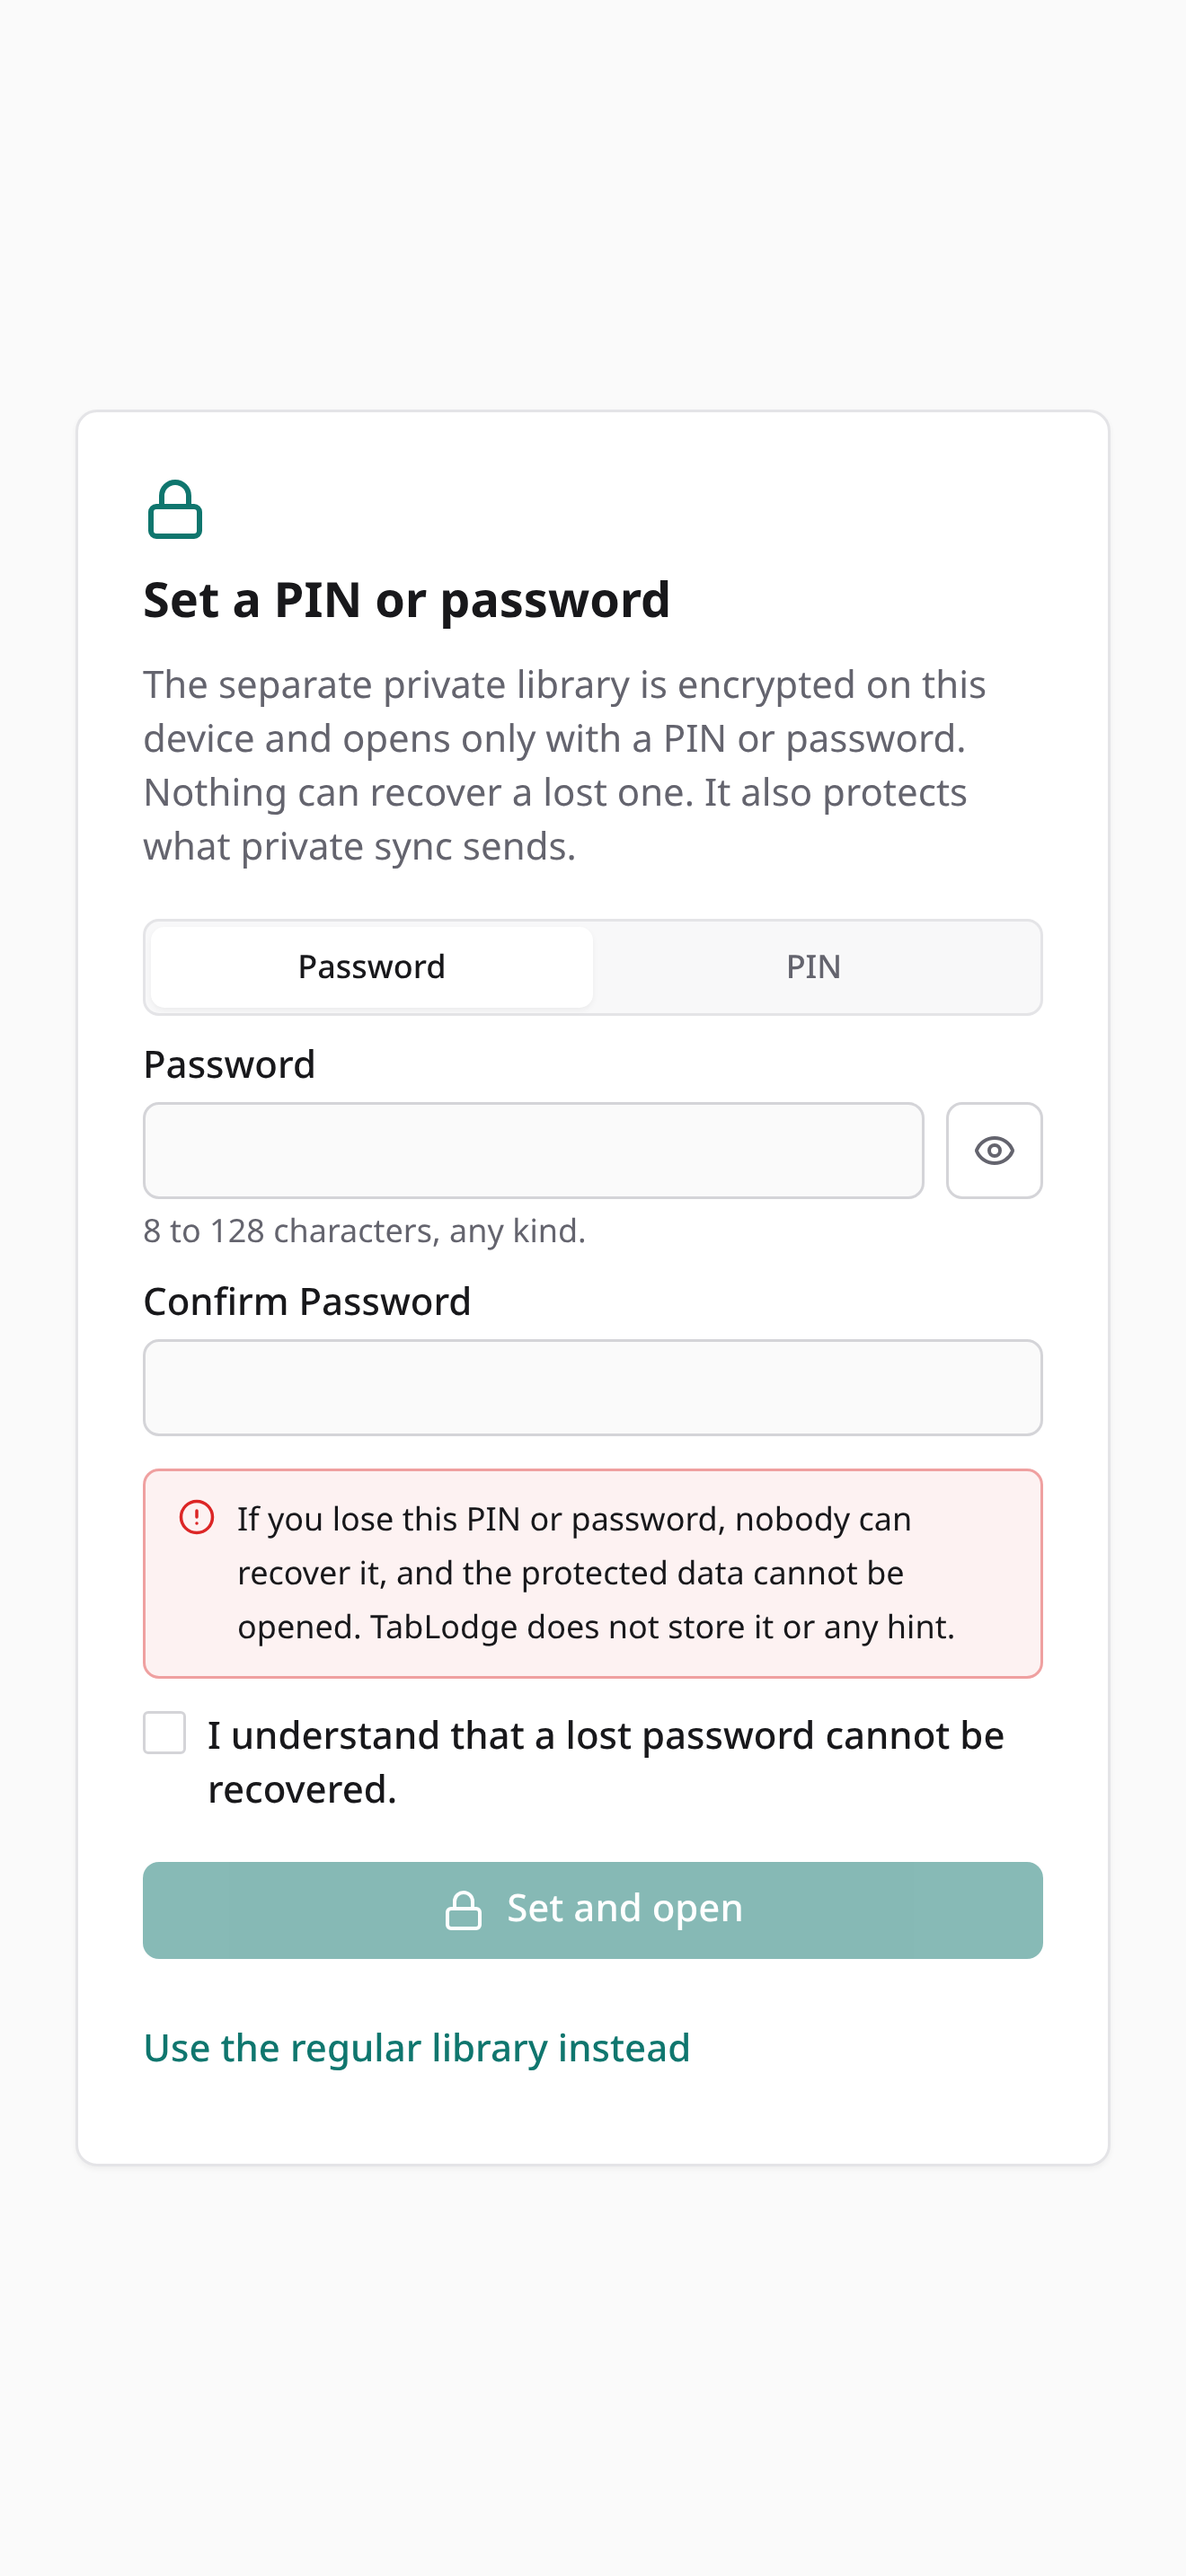 Set a PIN or password
The separate private library is encrypted on this
device and opens only with a PIN or password.
Nothing can recover a lost one. It also protects
what private sync sends.
Password
PIN
Password
8 to 128 characters, any kind.
Confirm Password
If you lose this PIN or password, nobody can
recover it, and the protected data cannot be
opened. TabLodge does not store it or any hint.
I understand that a lost password cannot be
recovered.
Set and open
Use the regular library instead